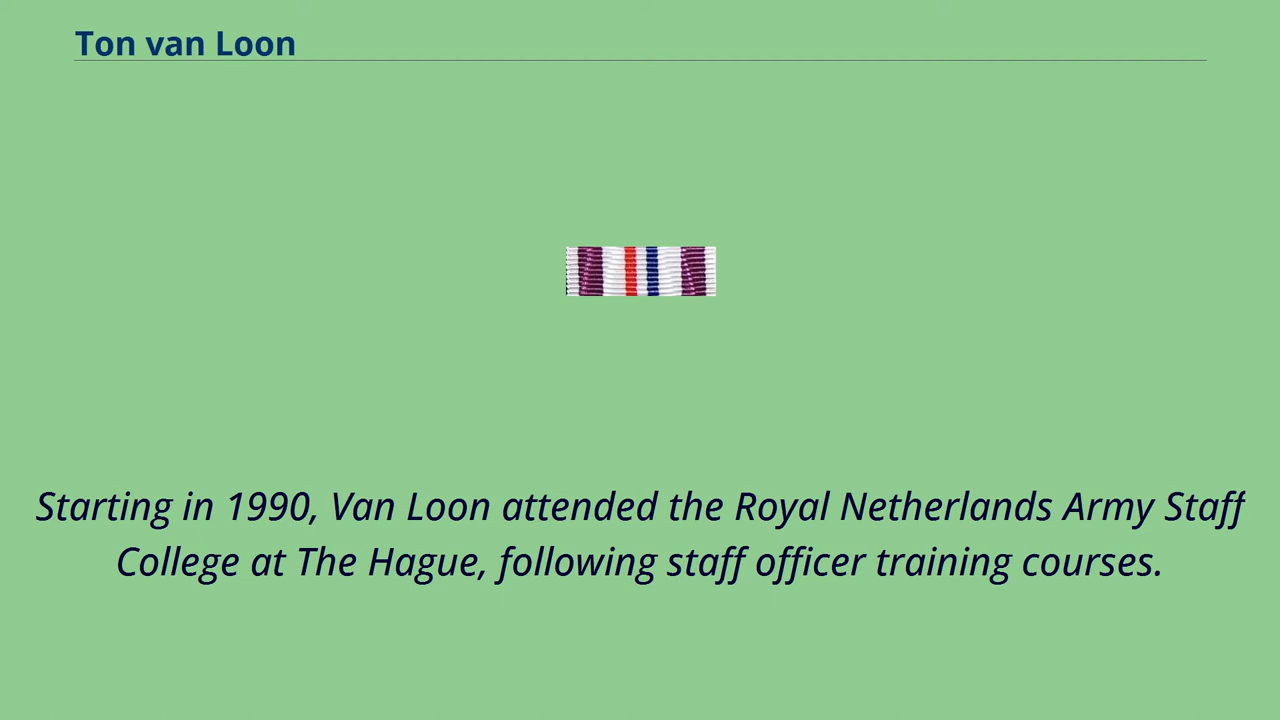 Ton van Loon
Starting in 1990, Van Loon attended the Royal Netherlands Army Staff
College at The Hague, following staff officer training courses.